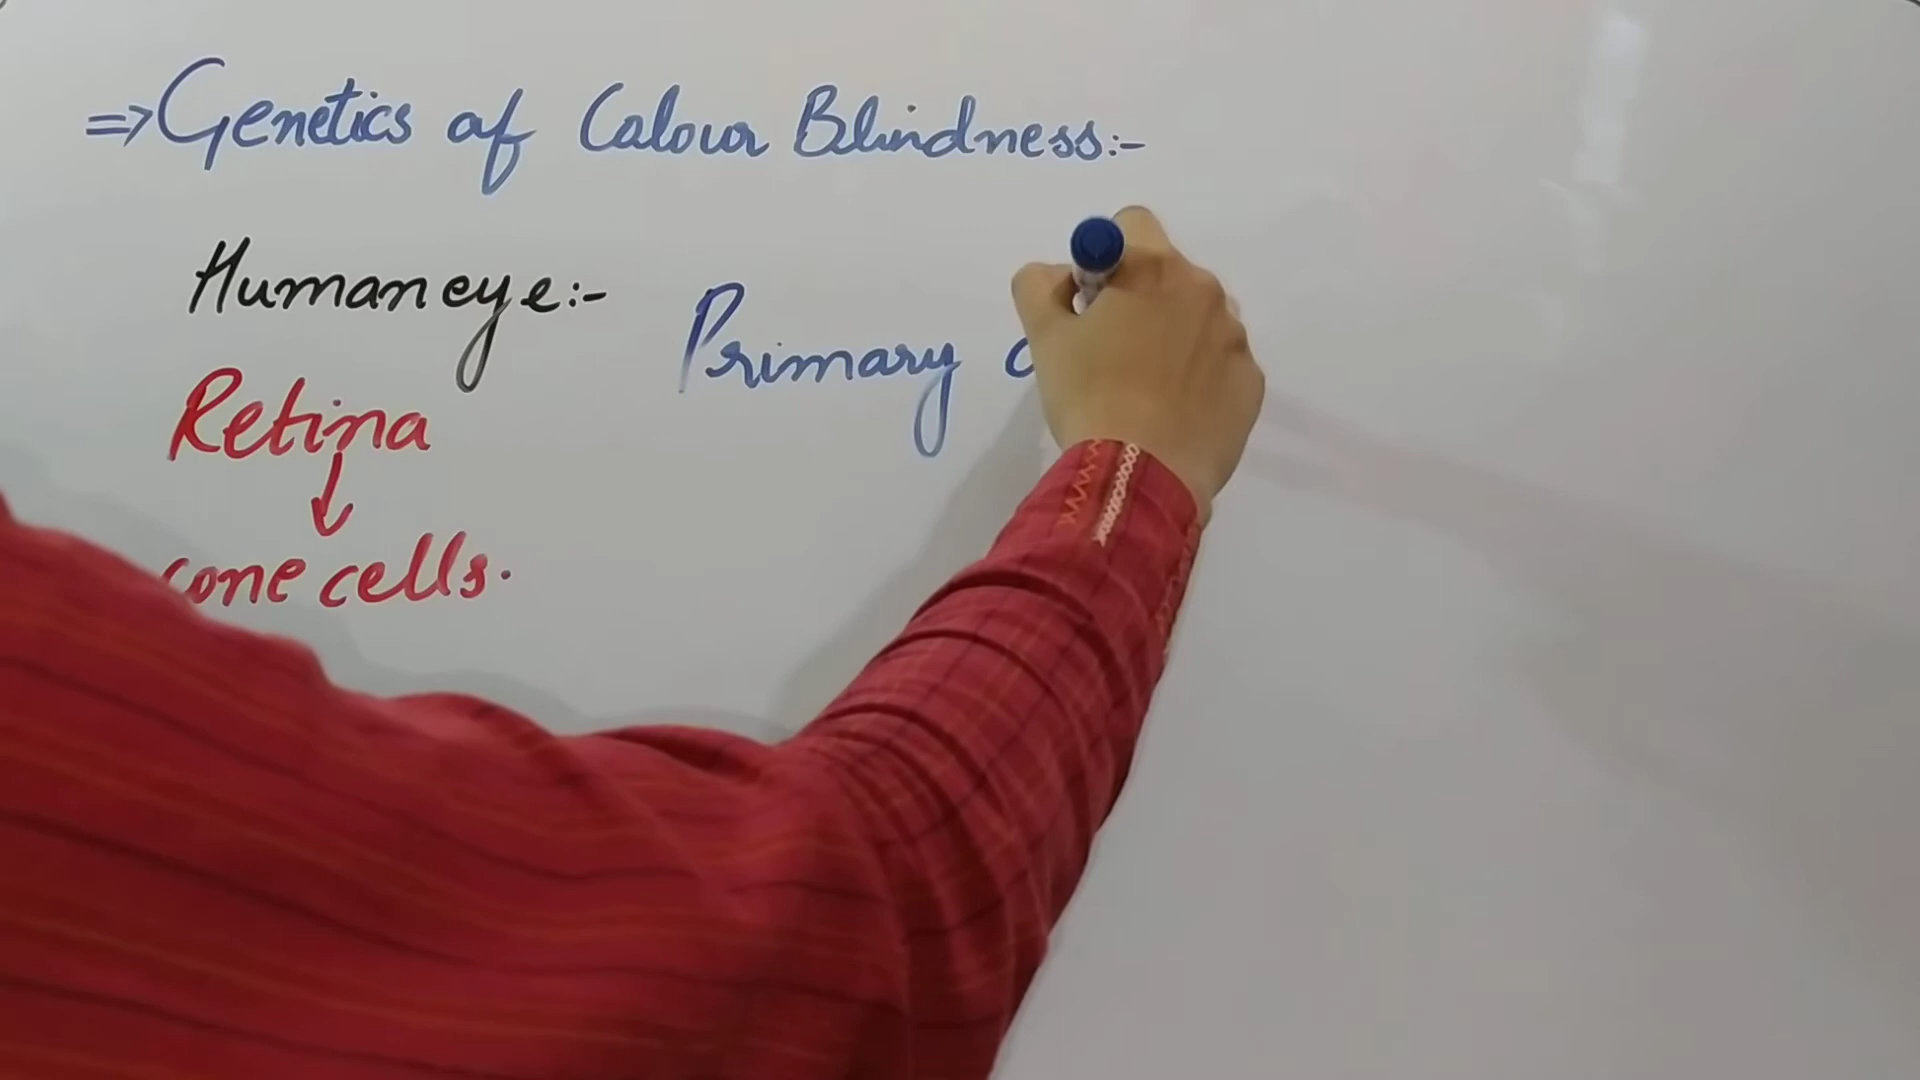 ⇒ Genetics of Colour Blindness:-
Human eye:-
Primary c
Retina
↓
cone cells.